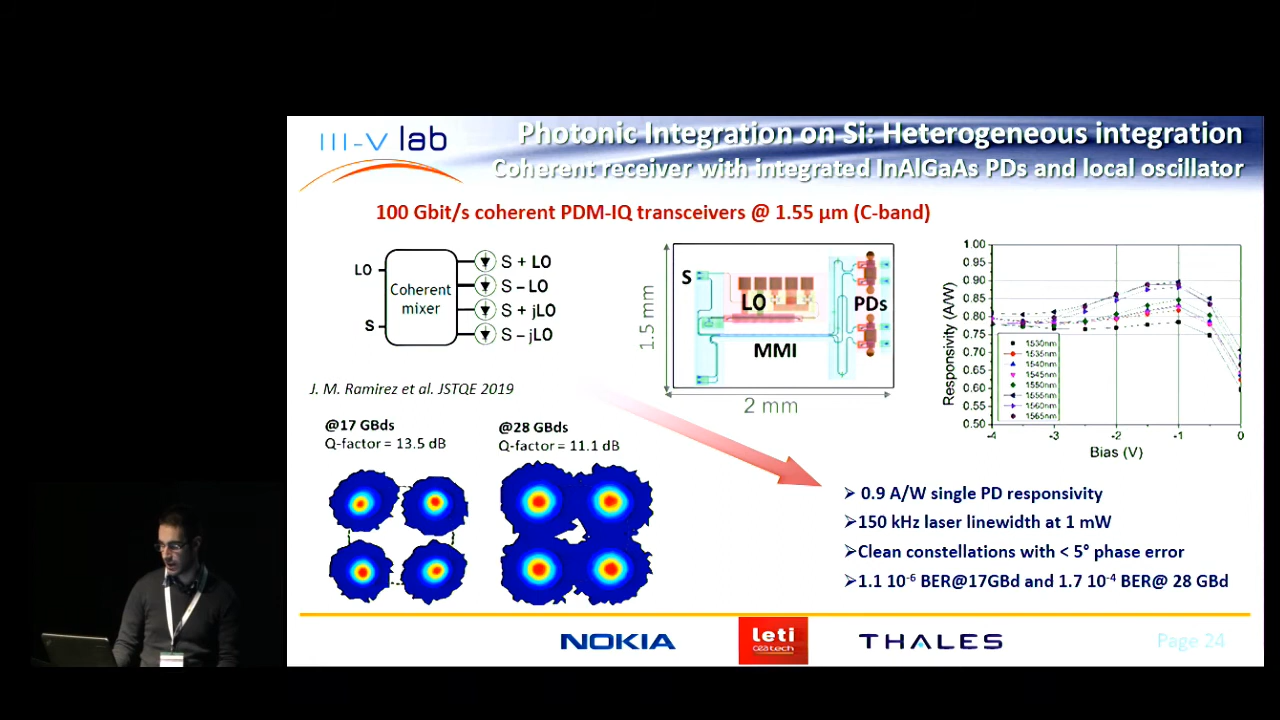 III-V lab
Photonic Integration on Si: Heterogeneous integration
Coherent receiver with integrated InAlGaAs PDs and local oscillator
100 Gbit/s coherent PDM-IQ transceivers @ 1.55 µm (C-band)
LO
S
Coherent
mixer
S + LO
S – LO
S + jLO
S – jLO
J. M. Ramirez et al. JSTQE 2019
1.5 mm
2 mm
S
LO
PDs
MMI
Responsivity (A/W)
1.00
0.95
0.90
0.85
0.80
0.75
0.70
0.65
0.60
0.55
0.50
1530nm
1535nm
1540nm
1545nm
1550nm
1555nm
1560nm
1565nm
-4
-3
-2
-1
0
Bias (V)
@17 GBds
Q-factor = 13.5 dB
@28 GBds
Q-factor = 11.1 dB
➢ 0.9 A/W single PD responsivity
➢150 kHz laser linewidth at 1 mW
➢Clean constellations with < 5° phase error
➢1.1 10⁻⁶ BER@17GBd and 1.7 10⁻⁴ BER@ 28 GBd
NOKIA
leti
cea tech
THALES
Page 24